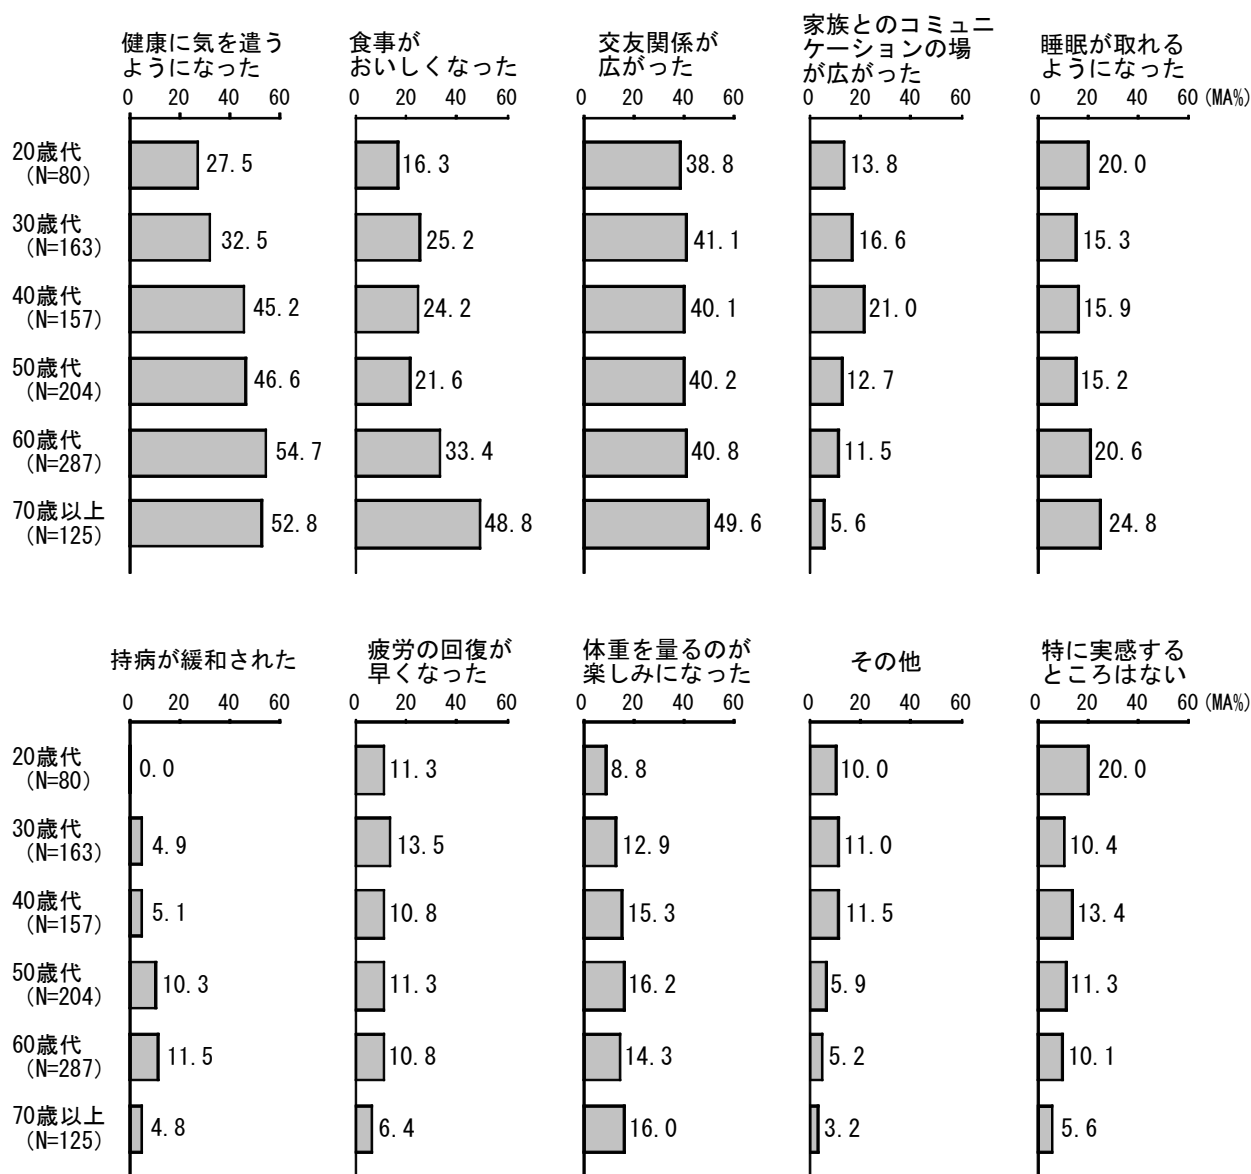 健康に気を遣う
ようになった
食事が
おいしくなった
交友関係が
広がった
家族とのコミュニ
ケーションの場
が広がった
睡眠が取れる
ようになった
0 20 40 60 0 20 40 60 0 20 40 60 0 20 40 60 0 20 40 60 (MA%)
20歳代
(N=80)
27.5 16.3 38.8 13.8 20.0
30歳代
(N=163)
32.5 25.2 41.1 16.6 15.3
40歳代
(N=157)
45.2 24.2 40.1 21.0 15.9
50歳代
(N=204)
46.6 21.6 40.2 12.7 15.2
60歳代
(N=287)
54.7 33.4 40.8 11.5 20.6
70歳以上
(N=125)
52.8 48.8 49.6 5.6 24.8
持病が緩和された
疲労の回復が
早くなった
体重を量るのが
楽しみになった
その他
特に実感する
ところはない
0 20 40 60 0 20 40 60 0 20 40 60 0 20 40 60 0 20 40 60 (MA%)
20歳代
(N=80)
0.0 11.3 8.8 10.0 20.0
30歳代
(N=163)
4.9 13.5 12.9 11.0 10.4
40歳代
(N=157)
5.1 10.8 15.3 11.5 13.4
50歳代
(N=204)
10.3 11.3 16.2 5.9 11.3
60歳代
(N=287)
11.5 10.8 14.3 5.2 10.1
70歳以上
(N=125)
4.8 6.4 16.0 3.2 5.6